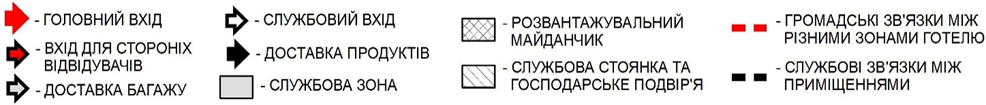 - ГОЛОВНИЙ ВХІД
- ВХІД ДЛЯ СТОРОНІХ
ВІДВІДУВАЧІВ
- ДОСТАВКА БАГАЖУ
- СЛУЖБОВИЙ ВХІД
- ДОСТАВКА ПРОДУКТІВ
- СЛУЖБОВА ЗОНА
- РОЗВАНТАЖУВАЛЬНИЙ
МАЙДАНЧИК
- СЛУЖБОВА СТОЯНКА ТА
ГОСПОДАРСЬКЕ ПОДВІР'Я
- ГРОМАДСЬКІ ЗВ'ЯЗКИ МІЖ
РІЗНИМИ ЗОНАМИ ГОТЕЛЮ
- СЛУЖБОВІ ЗВ'ЯЗКИ МІЖ
ПРИМІЩЕННЯМИ